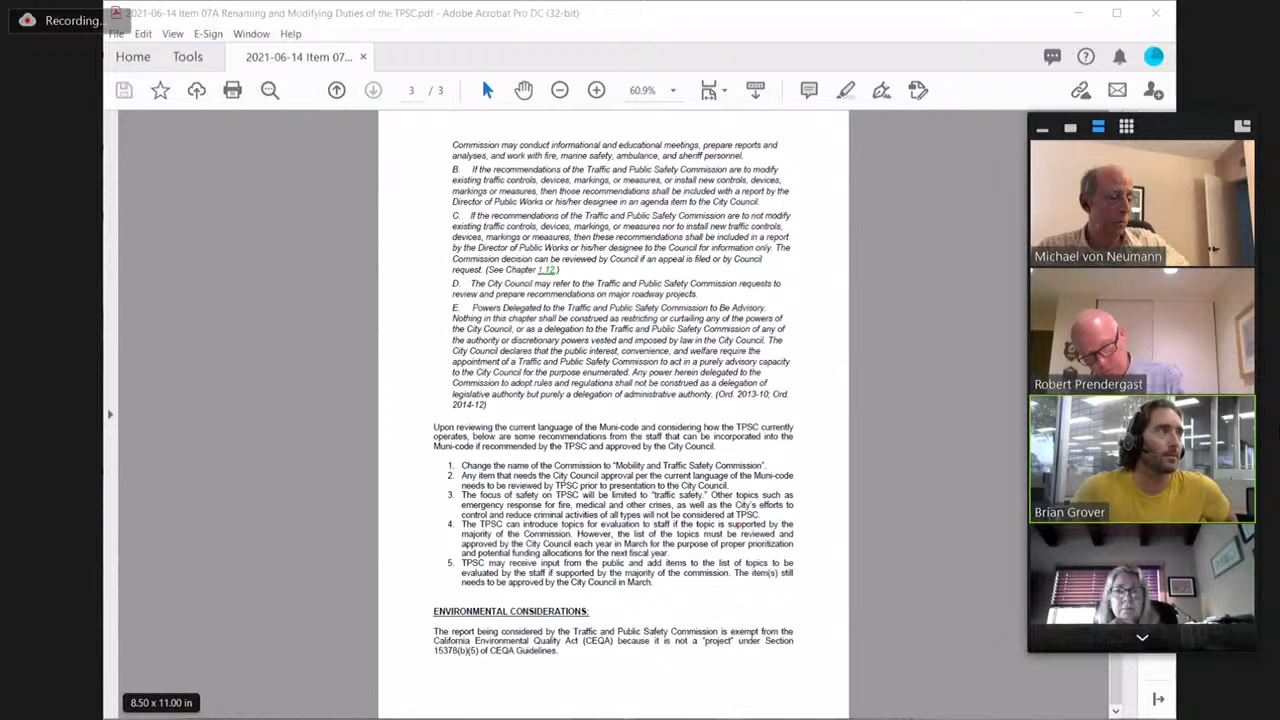 Recording...
2021-06-14 Item 07A Renaming and Modifying Duties of the TPSC.pdf - Adobe Acrobat Pro DC (32-bit)
File Edit View E-Sign Window Help
Home Tools 2021-06-14 Item 07... ×
3 / 3 60.9%
Commission may conduct informational and educational meetings, prepare reports and
analyses, and work with fire, marine safety, ambulance, and sheriff personnel.
B. If the recommendations of the Traffic and Public Safety Commission are to modify
existing traffic controls, devices, markings, or measures, or install new controls, devices,
markings or measures, then those recommendations shall be included with a report by the
Director of Public Works or his/her designee in an agenda item to the City Council.
C. If the recommendations of the Traffic and Public Safety Commission are to not modify
existing traffic controls, devices, markings, or measures nor to install new traffic controls,
devices, markings or measures, then these recommendations shall be included in a report
by the Director of Public Works or his/her designee to the Council for information only. The
Commission decision can be reviewed by Council if an appeal is filed or by Council
request. (See Chapter 1.12.)
D. The City Council may refer to the Traffic and Public Safety Commission requests to
review and prepare recommendations on major roadway projects.
E. Powers Delegated to the Traffic and Public Safety Commission to Be Advisory.
Nothing in this chapter shall be construed as restricting or curtailing any of the powers of
the City Council, or as a delegation to the Traffic and Public Safety Commission of any of
the authority or discretionary powers vested and imposed by law in the City Council. The
City Council declares that the public interest, convenience, and welfare require the
appointment of a Traffic and Public Safety Commission to act in a purely advisory capacity
to the City Council for the purpose enumerated. Any power herein delegated to the
Commission to adopt rules and regulations shall not be construed as a delegation of
legislative authority but purely a delegation of administrative authority. (Ord. 2013-10; Ord.
2014-12)
Upon reviewing the current language of the Muni-code and considering how the TPSC currently
operates, below are some recommendations from the staff that can be incorporated into the
Muni-code if recommended by the TPSC and approved by the City Council.
1. Change the name of the Commission to “Mobility and Traffic Safety Commission”.
2. Any item that needs the City Council approval per the current language of the Muni-code
needs to be reviewed by TPSC prior to presentation to the City Council.
3. The focus of safety on TPSC will be limited to “traffic safety.” Other topics such as
emergency response for fire, medical and other crises, as well as the City’s efforts to
control and reduce criminal activities of all types will not be considered at TPSC.
4. The TPSC can introduce topics for evaluation to staff if the topic is supported by the
majority of the Commission. However, the list of the topics must be reviewed and
approved by the City Council each year in March for the purpose of proper prioritization
and potential funding allocations for the next fiscal year.
5. TPSC may receive input from the public and add items to the list of topics to be
evaluated by the staff if supported by the majority of the commission. The item(s) still
needs to be approved by the City Council in March.
ENVIRONMENTAL CONSIDERATIONS:
The report being considered by the Traffic and Public Safety Commission is exempt from the
California Environmental Quality Act (CEQA) because it is not a “project” under Section
15378(b)(5) of CEQA Guidelines.
8.50 x 11.00 in
Michael von Neumann
Robert Prendergast
Brian Grover